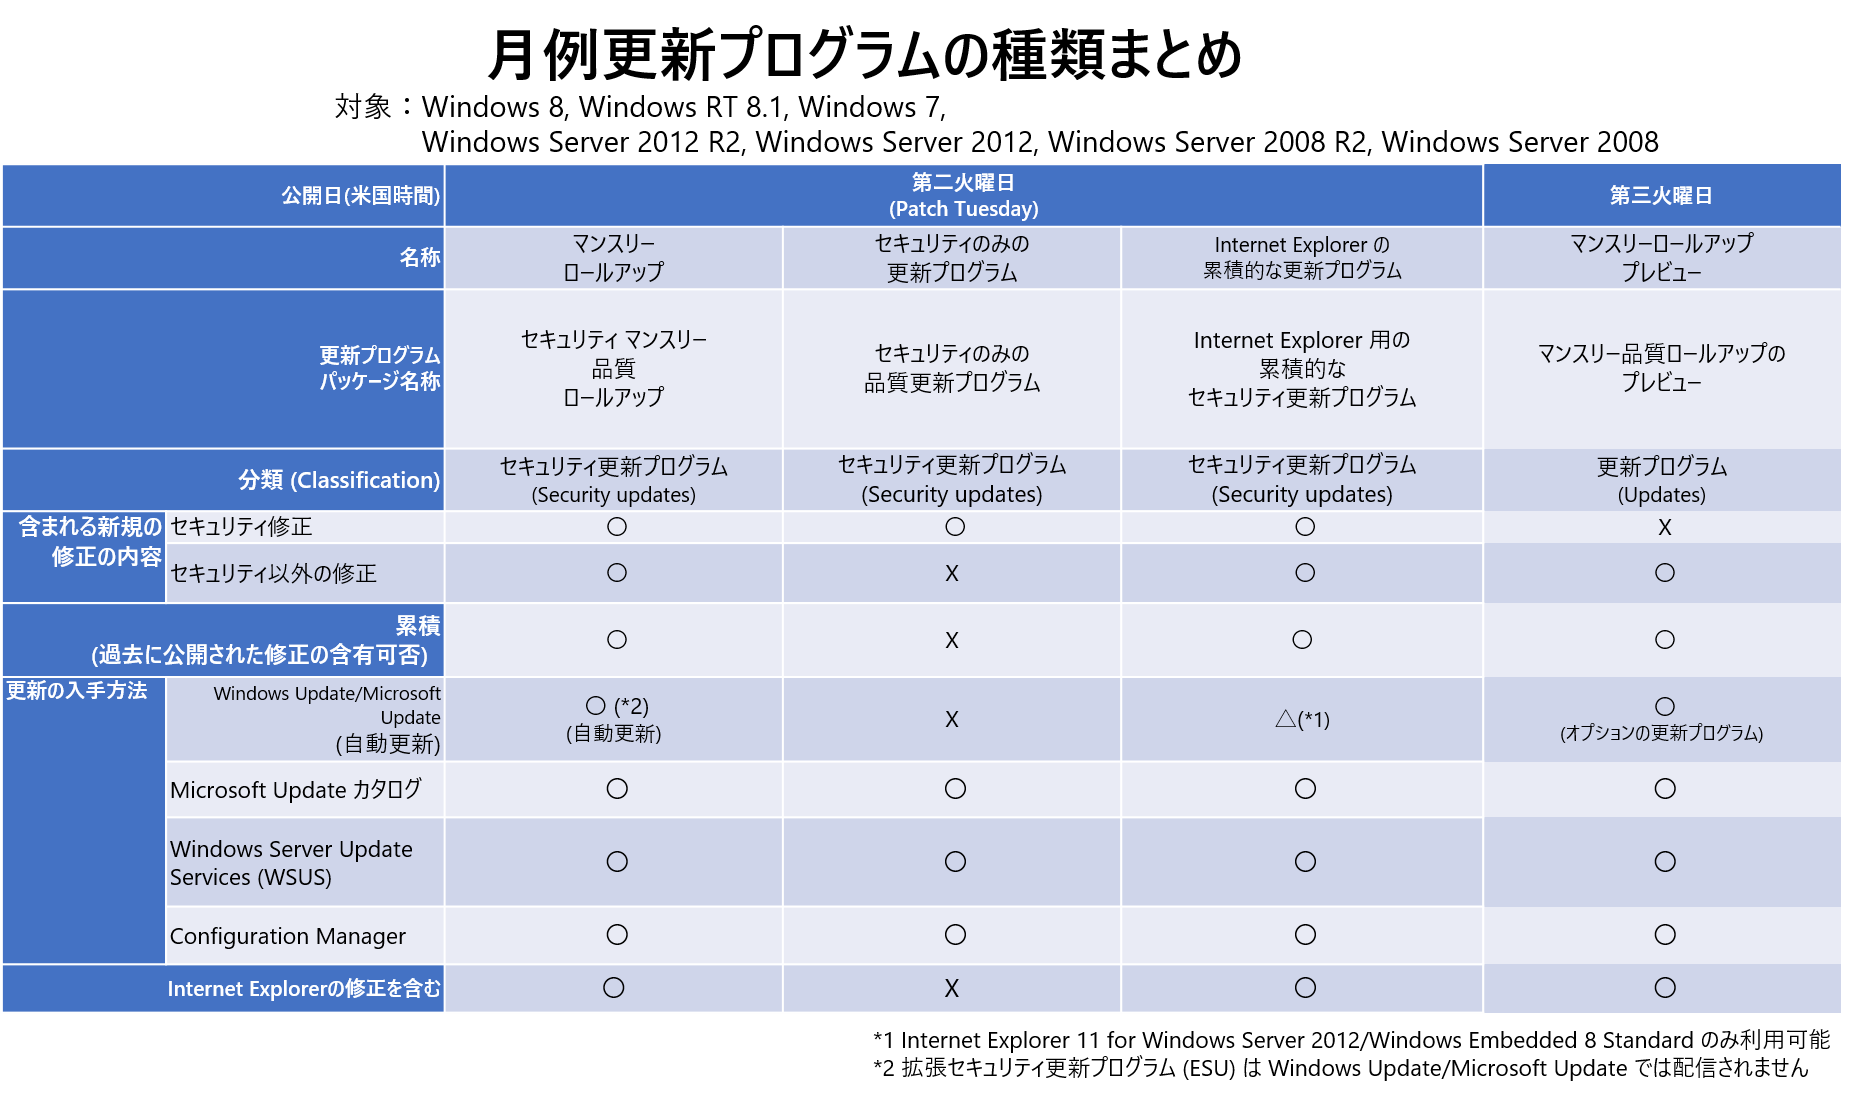 月例更新プログラムの種類まとめ
対象：Windows 8, Windows RT 8.1, Windows 7,
Windows Server 2012 R2, Windows Server 2012, Windows Server 2008 R2, Windows Server 2008
公開日(米国時間)
第二火曜日
(Patch Tuesday)
第三火曜日
名称
マンスリー
ロールアップ
セキュリティのみの
更新プログラム
Internet Explorer の
累積的な更新プログラム
マンスリーロールアップ
プレビュー
更新プログラム
パッケージ名称
セキュリティ マンスリー
品質
ロールアップ
セキュリティのみの
品質更新プログラム
Internet Explorer 用の
累積的な
セキュリティ更新プログラム
マンスリー品質ロールアップの
プレビュー
分類 (Classification)
セキュリティ更新プログラム
(Security updates)
セキュリティ更新プログラム
(Security updates)
セキュリティ更新プログラム
(Security updates)
更新プログラム
(Updates)
含まれる新規の
修正の内容
セキュリティ修正
〇
〇
〇
X
セキュリティ以外の修正
〇
X
〇
〇
累積
(過去に公開された修正の含有可否)
〇
X
〇
〇
更新の入手方法
Windows Update/Microsoft
Update
(自動更新)
〇 (*2)
(自動更新)
X
△(*1)
〇
(オプションの更新プログラム)
Microsoft Update カタログ
〇
〇
〇
〇
Windows Server Update
Services (WSUS)
〇
〇
〇
〇
Configuration Manager
〇
〇
〇
〇
Internet Explorerの修正を含む
〇
X
〇
〇
*1 Internet Explorer 11 for Windows Server 2012/Windows Embedded 8 Standard のみ利用可能
*2 拡張セキュリティ更新プログラム (ESU) は Windows Update/Microsoft Update では配信されません